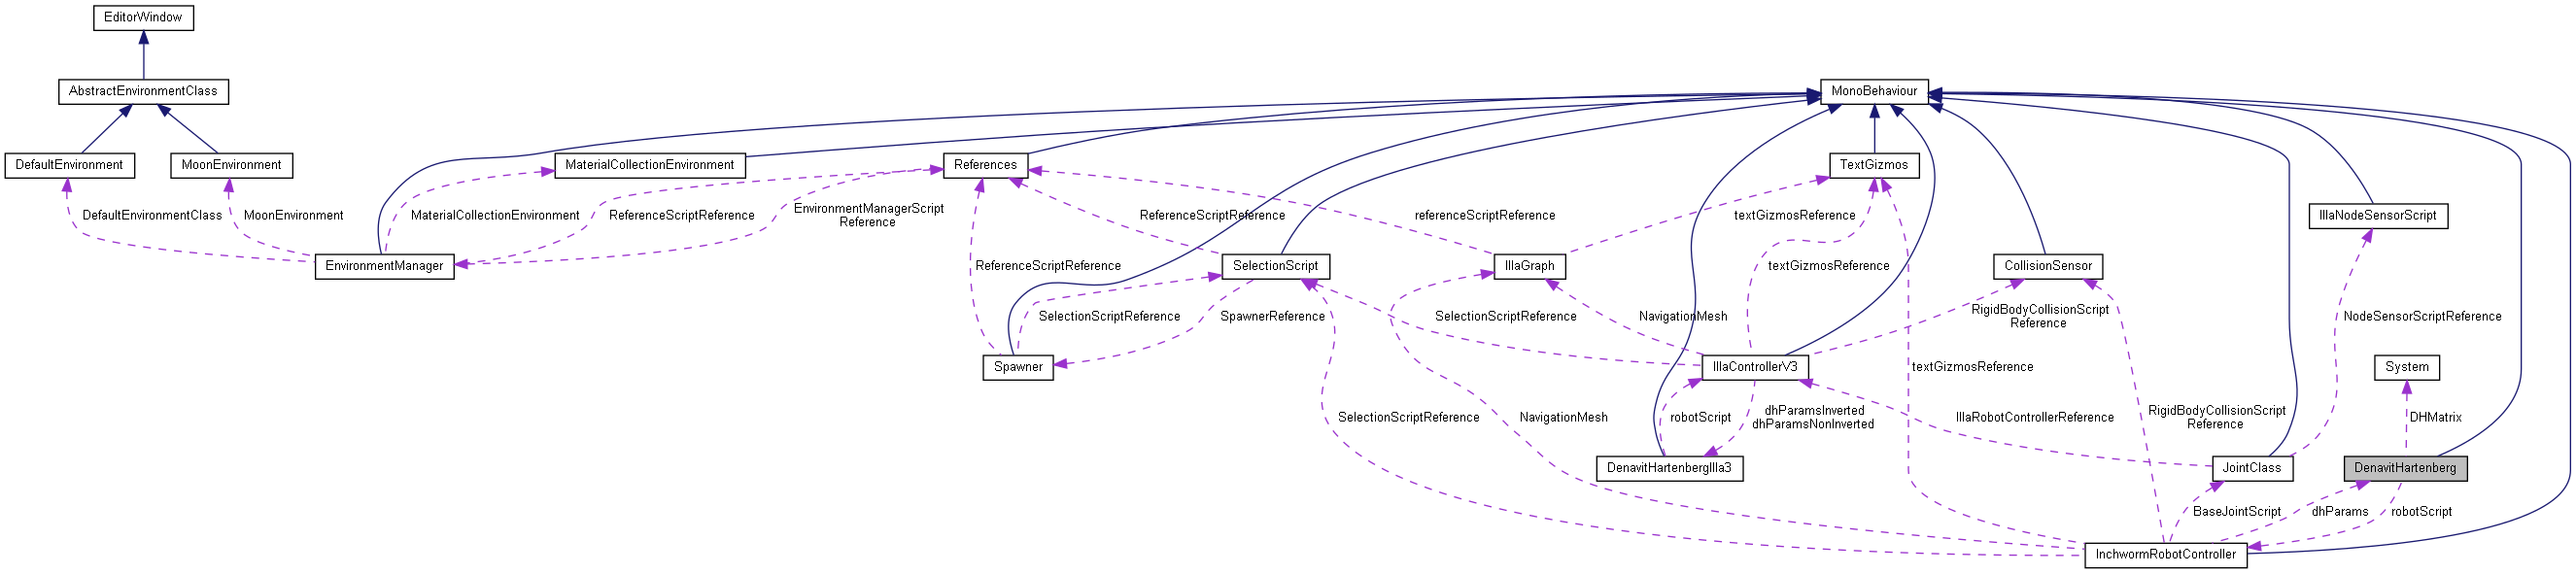 EditorWindow
AbstractEnvironmentClass
MonoBehaviour
DefaultEnvironment
MoonEnvironment
MaterialCollectionEnvironment
References
TextGizmos
DefaultEnvironmentClass
MoonEnvironment
MaterialCollectionEnvironment
ReferenceScriptReference
EnvironmentManagerScript
Reference
ReferenceScriptReference
referenceScriptReference
textGizmosReference
IllaNodeSensorScript
EnvironmentManager
ReferenceScriptReference
SelectionScript
IllaGraph
textGizmosReference
CollisionSensor
SelectionScriptReference
SpawnerReference
SelectionScriptReference
NavigationMesh
RigidBodyCollisionScript
Reference
NodeSensorScriptReference
Spawner
IllaControllerV3
textGizmosReference
System
SelectionScriptReference
NavigationMesh
robotScript
dhParamsInverted
dhParamsNonInverted
IllaRobotControllerReference
RigidBodyCollisionScript
Reference
DHMatrix
DenavitHartenbergIlla3
JointClass
DenavitHartenberg
BaseJointScript
dhParams
robotScript
InchwormRobotController